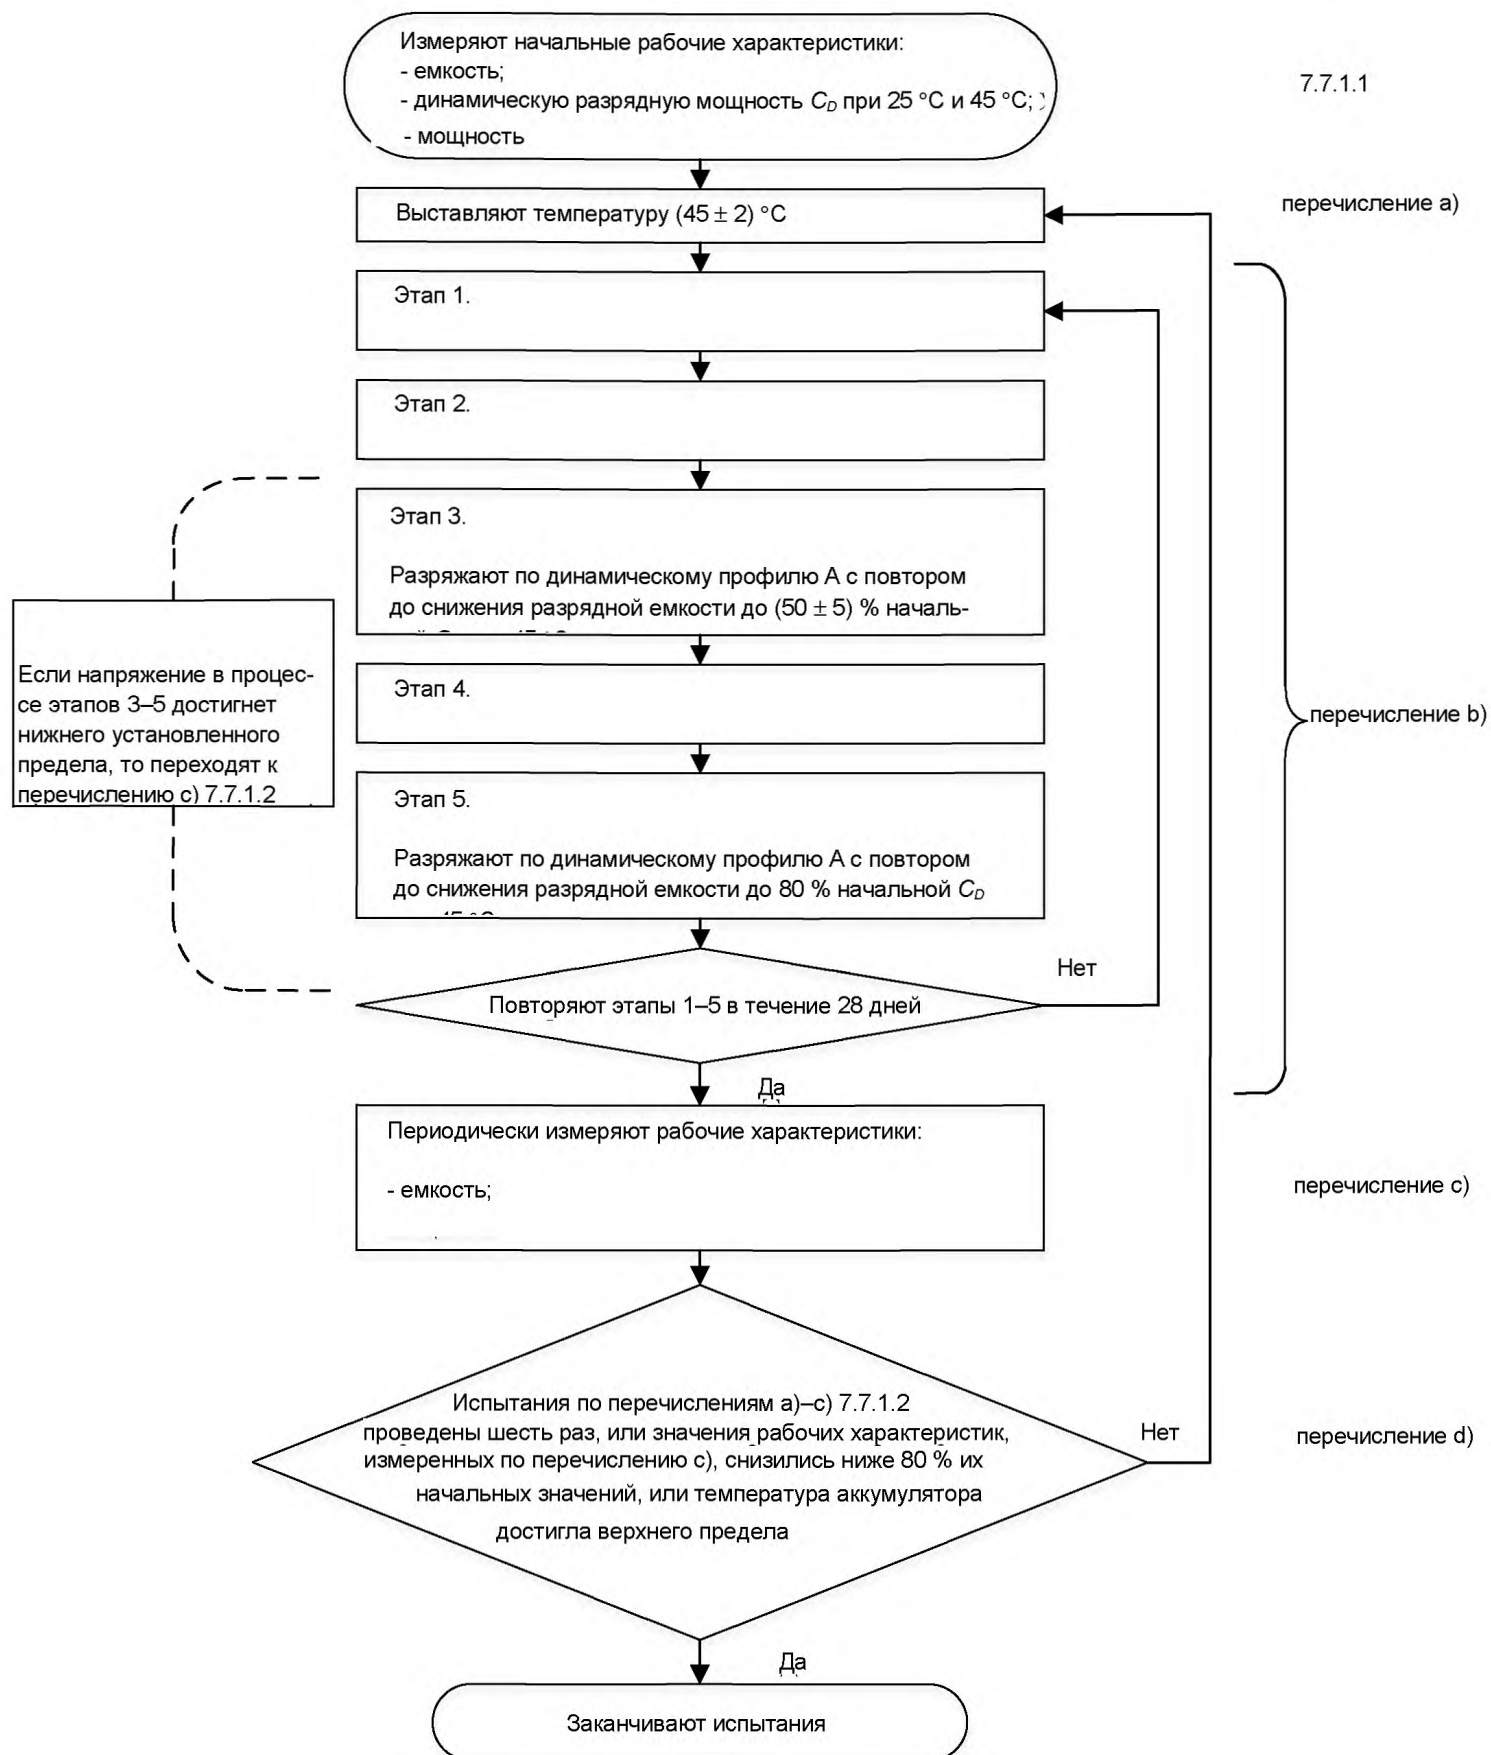 Измеряют начальные рабочие характеристики:
- емкость;
- динамическую разрядную мощность C_D при 25 °C и 45 °C;
- мощность
7.7.1.1
Выставляют температуру (45 ± 2) °C
перечисление a)
Этап 1.
Этап 2.
Этап 3.
Разряжают по динамическому профилю А с повтором
до снижения разрядной емкости до (50 ± 5) % началь-
Если напряжение в процес-
се этапов 3–5 достигнет
нижнего установленного
предела, то переходят к
перечислению c) 7.7.1.2
Этап 4.
перечисление b)
Этап 5.
Разряжают по динамическому профилю А с повтором
до снижения разрядной емкости до 80 % начальной C_D
Нет
Повторяют этапы 1–5 в течение 28 дней
Да
Периодически измеряют рабочие характеристики:
- емкость;
перечисление c)
Испытания по перечислениям a)–c) 7.7.1.2
проведены шесть раз, или значения рабочих характеристик,
измеренных по перечислению c), снизились ниже 80 % их
начальных значений, или температура аккумулятора
достигла верхнего предела
Нет
перечисление d)
Да
Заканчивают испытания